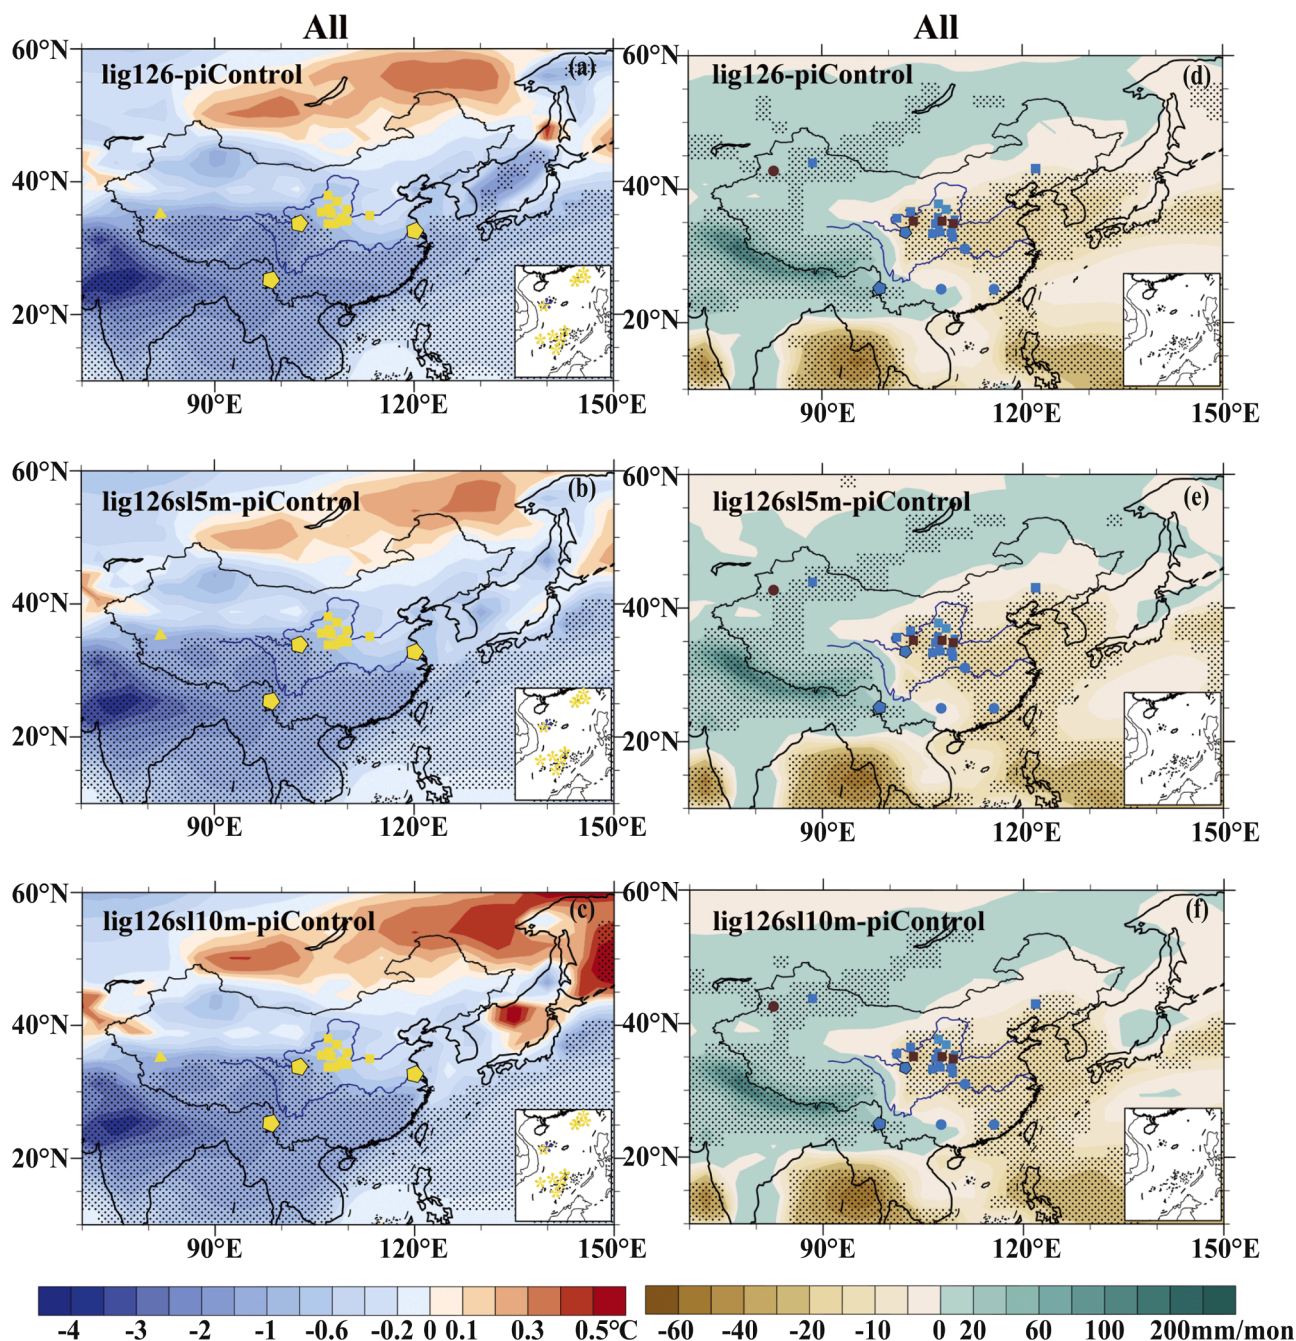 All
All
60°N
lig126-piControl
(a)
60°N
lig126-piControl
(d)
40°N
40°N
20°N
20°N
90°E
120°E
150°E
90°E
120°E
150°E
60°N
lig126sl5m-piControl
(b)
60°N
lig126sl5m-piControl
(e)
40°N
40°N
20°N
20°N
90°E
120°E
150°E
90°E
120°E
150°E
60°N
lig126sl10m-piControl
(c)
60°N
lig126sl10m-piControl
(f)
40°N
40°N
20°N
20°N
90°E
120°E
150°E
90°E
120°E
150°E
-4 -3 -2 -1 -0.6 -0.2 0 0.1 0.3 0.5°C
-60 -40 -20 -10 0 20 60 100 200mm/mon